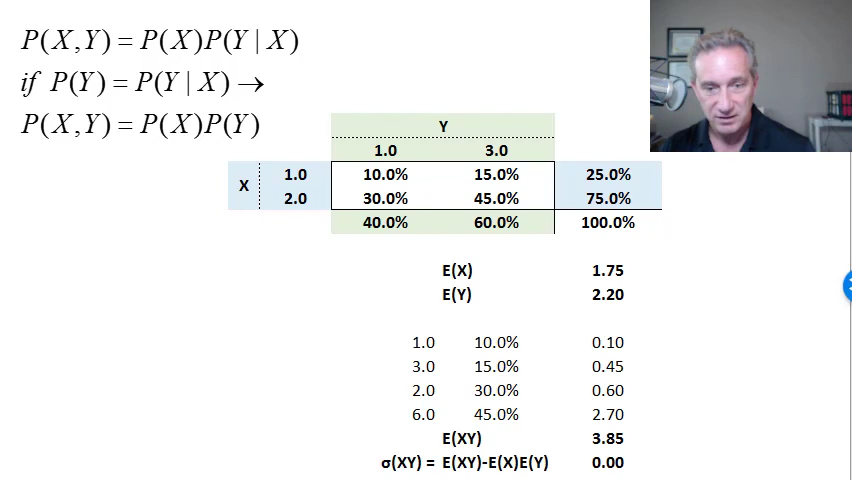 P(X,Y) = P(X)P(Y | X)
if P(Y) = P(Y | X) →
P(X,Y) = P(X)P(Y)
Y
1.0 3.0
X 1.0 10.0% 15.0% 25.0%
2.0 30.0% 45.0% 75.0%
40.0% 60.0% 100.0%
E(X) 1.75
E(Y) 2.20
1.0 10.0% 0.10
3.0 15.0% 0.45
2.0 30.0% 0.60
6.0 45.0% 2.70
E(XY) 3.85
σ(XY) = E(XY)-E(X)E(Y) 0.00